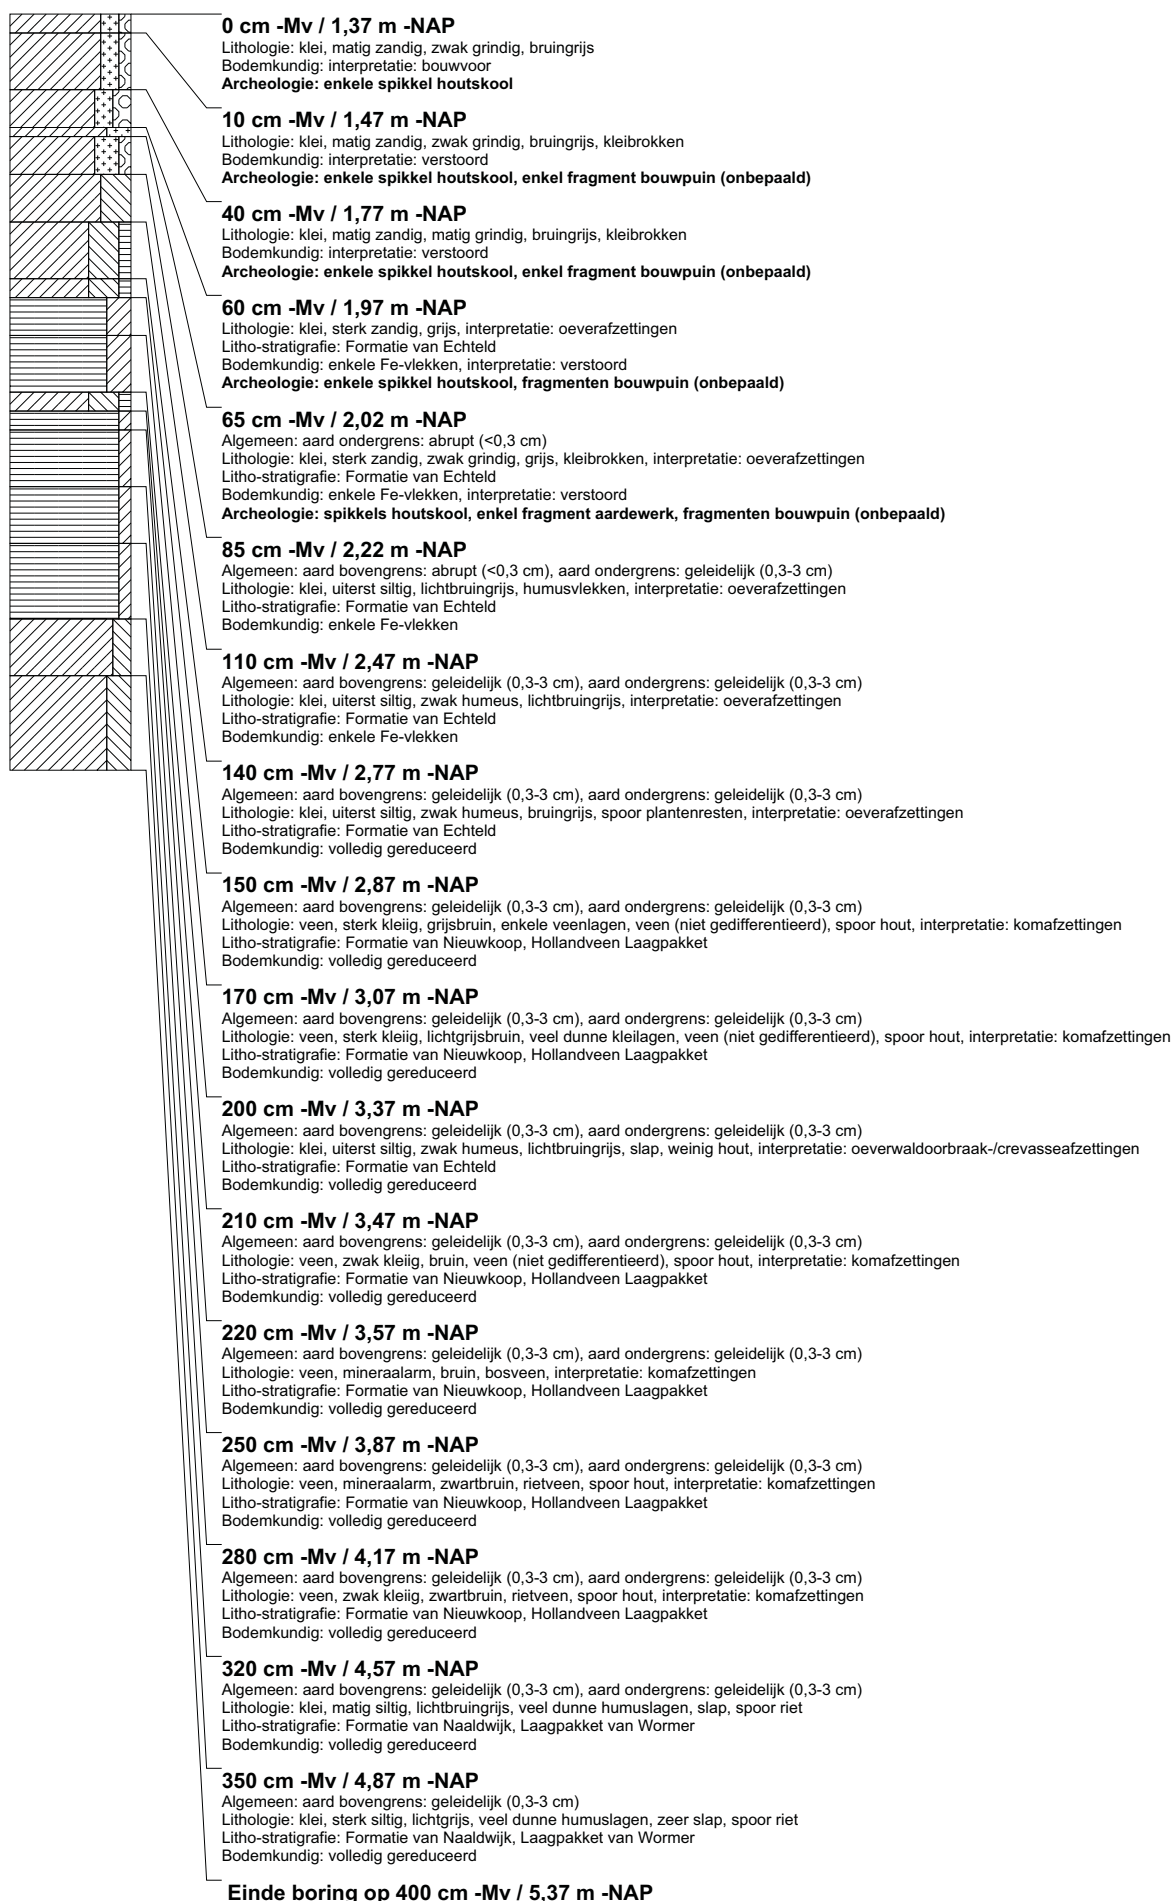 0 cm -Mv / 1,37 m -NAP
Lithologie: klei, matig zandig, zwak grindig, bruingrijs
Bodemkundig: interpretatie: bouwvoor
Archeologie: enkele spikkel houtskool
10 cm -Mv / 1,47 m -NAP
Lithologie: klei, matig zandig, zwak grindig, bruingrijs, kleibrokken
Bodemkundig: interpretatie: verstoord
Archeologie: enkele spikkel houtskool, enkel fragment bouwpuin (onbepaald)
40 cm -Mv / 1,77 m -NAP
Lithologie: klei, matig zandig, matig grindig, bruingrijs, kleibrokken
Bodemkundig: interpretatie: verstoord
Archeologie: enkele spikkel houtskool, enkel fragment bouwpuin (onbepaald)
60 cm -Mv / 1,97 m -NAP
Lithologie: klei, sterk zandig, grijs, interpretatie: oeverafzettingen
Litho-stratigrafie: Formatie van Echteld
Bodemkundig: enkele Fe-vlekken, interpretatie: verstoord
Archeologie: enkele spikkel houtskool, fragmenten bouwpuin (onbepaald)
65 cm -Mv / 2,02 m -NAP
Algemeen: aard ondergrens: abrupt (<0,3 cm)
Lithologie: klei, sterk zandig, zwak grindig, grijs, kleibrokken, interpretatie: oeverafzettingen
Litho-stratigrafie: Formatie van Echteld
Bodemkundig: enkele Fe-vlekken, interpretatie: verstoord
Archeologie: spikkels houtskool, enkel fragment aardewerk, fragmenten bouwpuin (onbepaald)
85 cm -Mv / 2,22 m -NAP
Algemeen: aard bovengrens: abrupt (<0,3 cm), aard ondergrens: geleidelijk (0,3-3 cm)
Lithologie: klei, uiterst siltig, lichtbruingrijs, humusvlekken, interpretatie: oeverafzettingen
Litho-stratigrafie: Formatie van Echteld
Bodemkundig: enkele Fe-vlekken
110 cm -Mv / 2,47 m -NAP
Algemeen: aard bovengrens: geleidelijk (0,3-3 cm), aard ondergrens: geleidelijk (0,3-3 cm)
Lithologie: klei, uiterst siltig, zwak humeus, lichtbruingrijs, interpretatie: oeverafzettingen
Litho-stratigrafie: Formatie van Echteld
Bodemkundig: enkele Fe-vlekken
140 cm -Mv / 2,77 m -NAP
Algemeen: aard bovengrens: geleidelijk (0,3-3 cm), aard ondergrens: geleidelijk (0,3-3 cm)
Lithologie: klei, uiterst siltig, zwak humeus, bruingrijs, spoor plantenresten, interpretatie: oeverafzettingen
Litho-stratigrafie: Formatie van Echteld
Bodemkundig: volledig gereduceerd
150 cm -Mv / 2,87 m -NAP
Algemeen: aard bovengrens: geleidelijk (0,3-3 cm), aard ondergrens: geleidelijk (0,3-3 cm)
Lithologie: veen, sterk kleiig, grijsbruin, enkele veenlagen, veen (niet gedifferentieerd), spoor hout, interpretatie: komafzettingen
Litho-stratigrafie: Formatie van Nieuwkoop, Hollandveen Laagpakket
Bodemkundig: volledig gereduceerd
170 cm -Mv / 3,07 m -NAP
Algemeen: aard bovengrens: geleidelijk (0,3-3 cm), aard ondergrens: geleidelijk (0,3-3 cm)
Lithologie: veen, sterk kleiig, lichtgrijsbruin, veel dunne kleilagen, veen (niet gedifferentieerd), spoor hout, interpretatie: komafzettingen
Litho-stratigrafie: Formatie van Nieuwkoop, Hollandveen Laagpakket
Bodemkundig: volledig gereduceerd
200 cm -Mv / 3,37 m -NAP
Algemeen: aard bovengrens: geleidelijk (0,3-3 cm), aard ondergrens: geleidelijk (0,3-3 cm)
Lithologie: klei, uiterst siltig, zwak humeus, lichtbruingrijs, slap, weinig hout, interpretatie: oeverwaldoorbraak-/crevasseafzettingen
Litho-stratigrafie: Formatie van Echteld
Bodemkundig: volledig gereduceerd
210 cm -Mv / 3,47 m -NAP
Algemeen: aard bovengrens: geleidelijk (0,3-3 cm), aard ondergrens: geleidelijk (0,3-3 cm)
Lithologie: veen, zwak kleiig, bruin, veen (niet gedifferentieerd), spoor hout, interpretatie: komafzettingen
Litho-stratigrafie: Formatie van Nieuwkoop, Hollandveen Laagpakket
Bodemkundig: volledig gereduceerd
220 cm -Mv / 3,57 m -NAP
Algemeen: aard bovengrens: geleidelijk (0,3-3 cm), aard ondergrens: geleidelijk (0,3-3 cm)
Lithologie: veen, mineraalarm, bruin, bosveen, interpretatie: komafzettingen
Litho-stratigrafie: Formatie van Nieuwkoop, Hollandveen Laagpakket
Bodemkundig: volledig gereduceerd
250 cm -Mv / 3,87 m -NAP
Algemeen: aard bovengrens: geleidelijk (0,3-3 cm), aard ondergrens: geleidelijk (0,3-3 cm)
Lithologie: veen, mineraalarm, zwartbruin, rietveen, spoor hout, interpretatie: komafzettingen
Litho-stratigrafie: Formatie van Nieuwkoop, Hollandveen Laagpakket
Bodemkundig: volledig gereduceerd
280 cm -Mv / 4,17 m -NAP
Algemeen: aard bovengrens: geleidelijk (0,3-3 cm), aard ondergrens: geleidelijk (0,3-3 cm)
Lithologie: veen, zwak kleiig, zwartbruin, rietveen, spoor hout, interpretatie: komafzettingen
Litho-stratigrafie: Formatie van Nieuwkoop, Hollandveen Laagpakket
Bodemkundig: volledig gereduceerd
320 cm -Mv / 4,57 m -NAP
Algemeen: aard bovengrens: geleidelijk (0,3-3 cm), aard ondergrens: geleidelijk (0,3-3 cm)
Lithologie: klei, matig siltig, lichtbruingrijs, veel dunne humuslagen, slap, spoor riet
Litho-stratigrafie: Formatie van Naaldwijk, Laagpakket van Wormer
Bodemkundig: volledig gereduceerd
350 cm -Mv / 4,87 m -NAP
Algemeen: aard bovengrens: geleidelijk (0,3-3 cm)
Lithologie: klei, sterk siltig, lichtgrijs, veel dunne humuslagen, zeer slap, spoor riet
Litho-stratigrafie: Formatie van Naaldwijk, Laagpakket van Wormer
Bodemkundig: volledig gereduceerd
Einde boring op 400 cm -Mv / 5,37 m -NAP